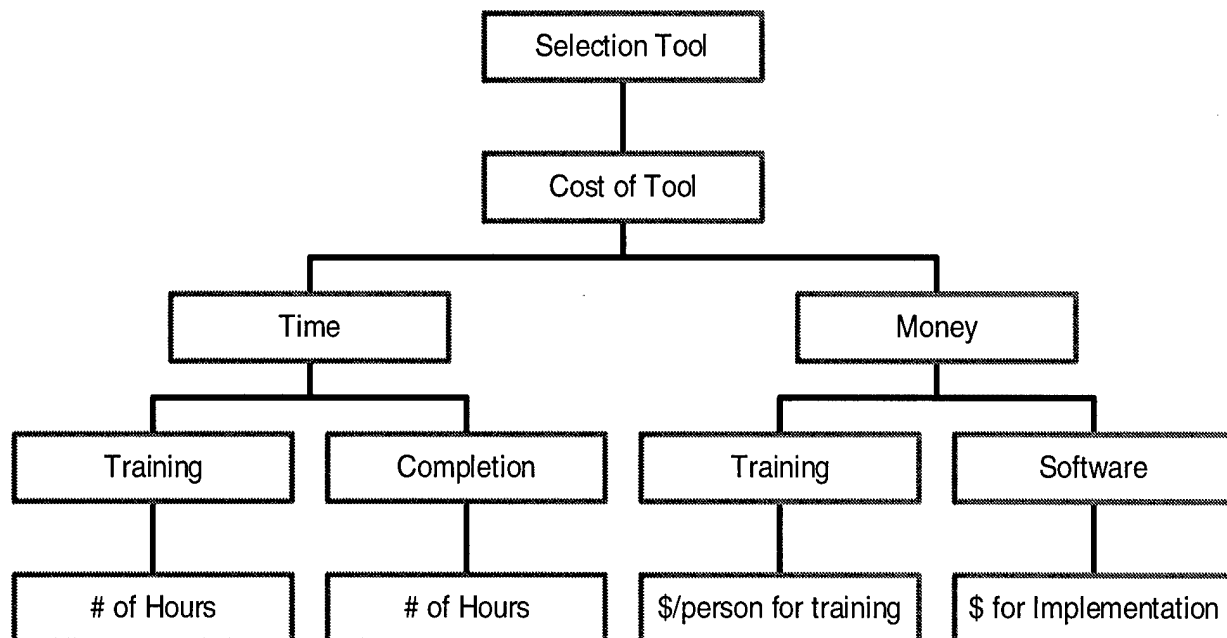 Selection Tool
Cost of Tool
Time
Money
Training
Completion
Training
Software
# of Hours
# of Hours
$/person for training
$ for Implementation